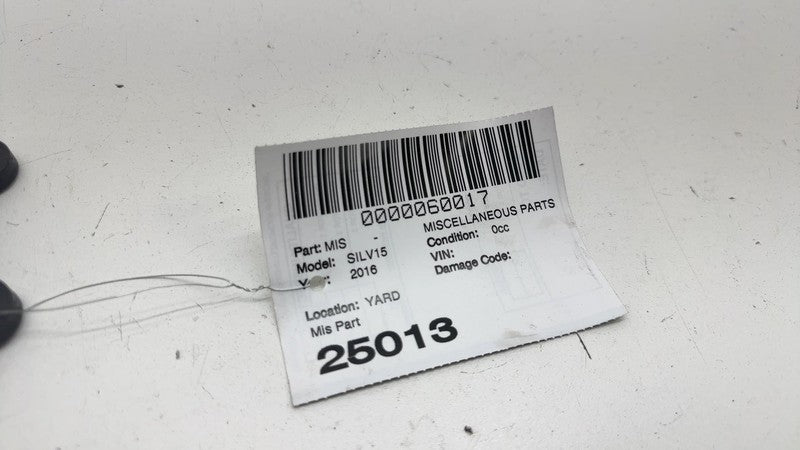 0000060017
Part: MIS - MISCELLANEOUS PARTS
Model: SILV15 Condition: 0cc
2016 VIN:
Damage Code:
Location: YARD
Mis Part
25013